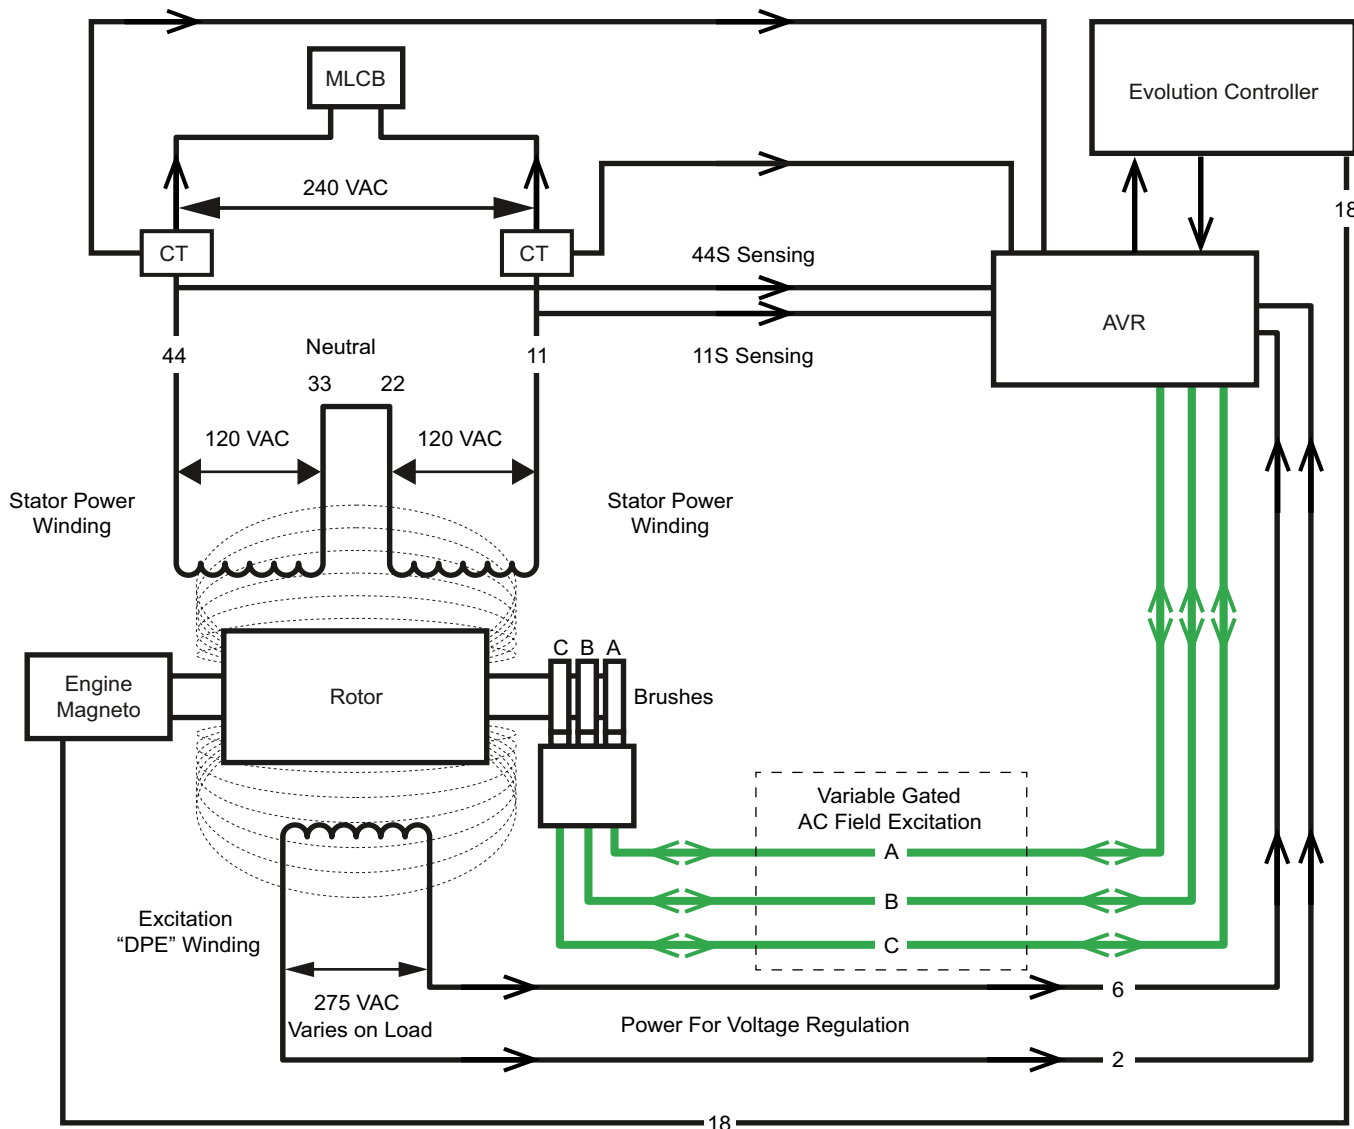 MLCB
Evolution Controller
240 VAC
18
CT
CT
44S Sensing
AVR
44
Neutral
11
11S Sensing
33
22
120 VAC
120 VAC
Stator Power
Winding
Stator Power
Winding
C
B
A
Engine
Magneto
Rotor
Brushes
Variable Gated
AC Field Excitation
A
B
Excitation
“DPE” Winding
C
275 VAC
Varies on Load
6
Power For Voltage Regulation
2
18